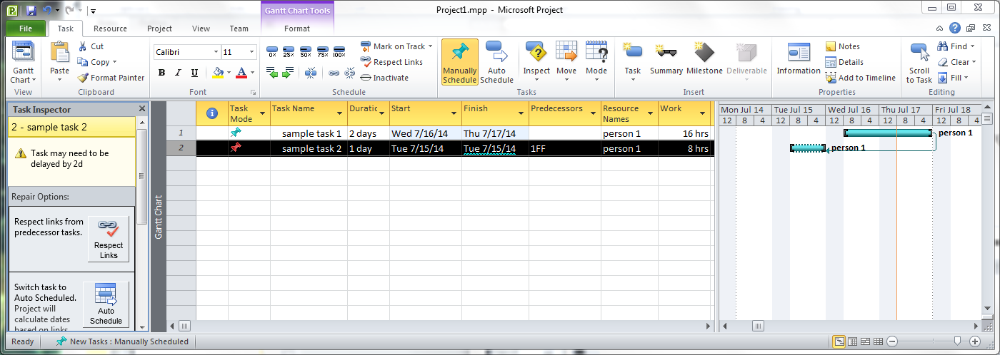 Gantt Chart Tools
Project1.mpp - Microsoft Project
File Task Resource Project View Team Format
Gantt Chart
View
Paste
Cut
Copy
Format Painter
Clipboard
Calibri 11
B I U
Font
0% 25% 50% 75% 100%
Mark on Track
Respect Links
Inactivate
Schedule
Manually Schedule
Auto Schedule
Inspect
Move
Mode
Tasks
Task
Summary
Milestone
Deliverable
Insert
Information
Notes
Details
Add to Timeline
Properties
Scroll to Task
Find
Clear
Fill
Editing
Task Inspector
2 - sample task 2
Task may need to be
delayed by 2d
Repair Options:
Respect links from
predecessor tasks.
Respect
Links
Switch task to
Auto Scheduled.
Project will
calculate dates
based on links
Auto
Schedule
Gantt Chart
Task Mode Task Name Duratic Start Finish Predecessors Resource Names Work
1 sample task 1 2 days Wed 7/16/14 Thu 7/17/14 person 1 16 hrs
2 sample task 2 1 day Tue 7/15/14 Tue 7/15/14 1FF person 1 8 hrs
Mon Jul 14 Tue Jul 15 Wed Jul 16 Thu Jul 17 Fri Jul 18
12 8 4 12 8 4 12 8 4 12 8 4 12 8 4
person 1
person 1
Ready New Tasks : Manually Scheduled